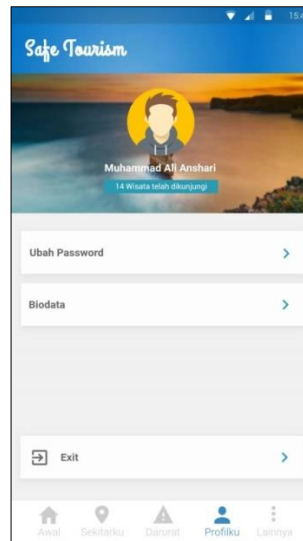 Safe Tourism
Muhammad Ali Anshari
14 Wisata telah dikunjungi
Ubah Password
Biodata
Exit
Awal Sekitarku Darurat Profilku Lainnya